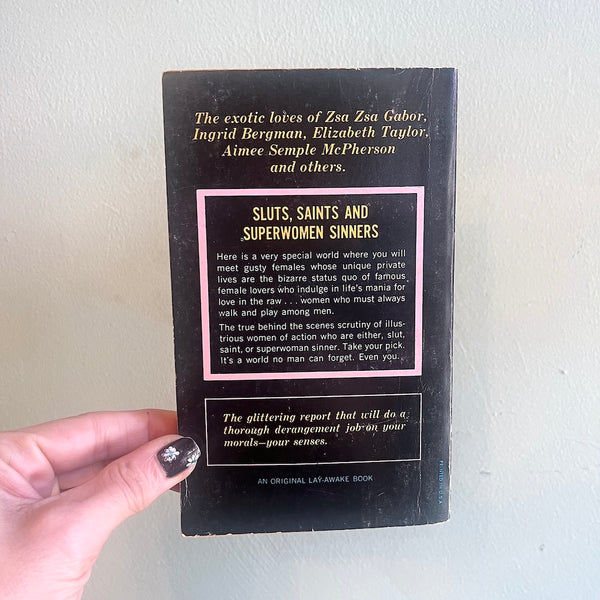 The exotic loves of Zsa Zsa Gabor,
Ingrid Bergman, Elizabeth Taylor,
Aimee Semple McPherson
and others.
SLUTS, SAINTS AND
SUPERWOMEN SINNERS
Here is a very special world where you will
meet gusty females whose unique private
lives are the bizarre status quo of famous
female lovers who indulge in life's mania for
love in the raw . . . women who must always
walk and play among men.
The true behind the scenes scrutiny of illus-
trious women of action who are either, slut,
saint, or superwoman sinner. Take your pick.
It's a world no man can forget. Even you.
The glittering report that will do a
thorough derangement job on your
morals—your senses.
AN ORIGINAL LAY-AWAKE BOOK
PRINTED IN U.S.A.